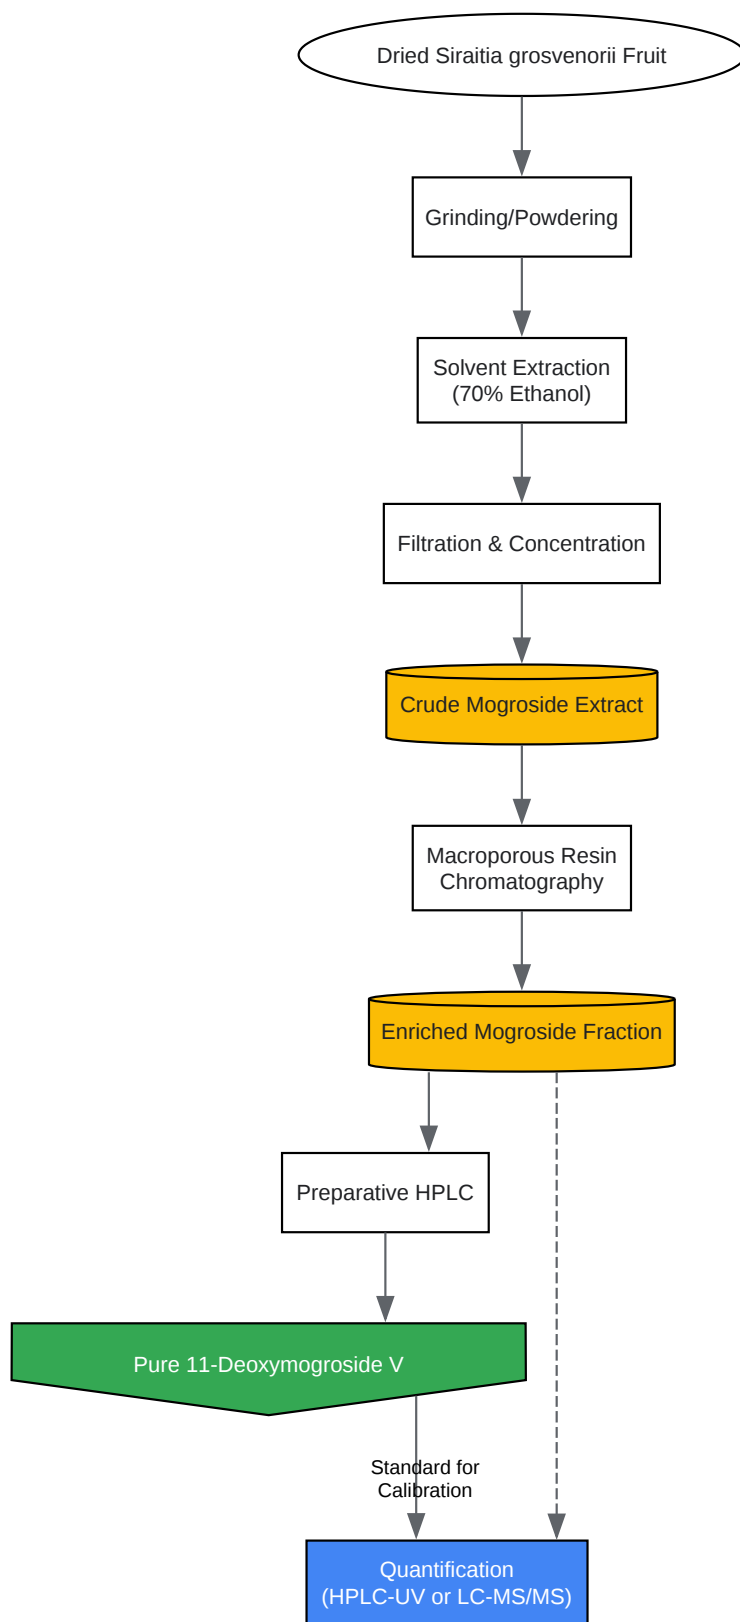 Dried Siraitia grosvenorii Fruit
Grinding/Powdering
Solvent Extraction
(70% Ethanol)
Filtration & Concentration
Crude Mogroside Extract
Macroporous Resin
Chromatography
Enriched Mogroside Fraction
Preparative HPLC
Pure 11-Deoxymogroside V
Standard for
Calibration
Quantification
(HPLC-UV or LC-MS/MS)